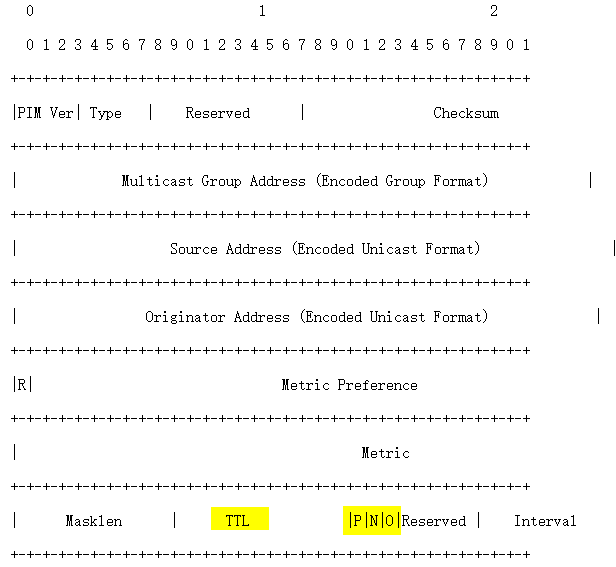 0 1 2
0 1 2 3 4 5 6 7 8 9 0 1 2 3 4 5 6 7 8 9 0 1 2 3 4 5 6 7 8 9 0 1
+-+-+-+-+-+-+-+-+-+-+-+-+-+-+-+-+-+-+-+-+-+-+-+-+-+-+-+-+-+-+-+-+
|PIM Ver| Type | Reserved | Checksum
+-+-+-+-+-+-+-+-+-+-+-+-+-+-+-+-+-+-+-+-+-+-+-+-+-+-+-+-+-+-+-+-+
| Multicast Group Address (Encoded Group Format) |
+-+-+-+-+-+-+-+-+-+-+-+-+-+-+-+-+-+-+-+-+-+-+-+-+-+-+-+-+-+-+-+-+
| Source Address (Encoded Unicast Format) |
+-+-+-+-+-+-+-+-+-+-+-+-+-+-+-+-+-+-+-+-+-+-+-+-+-+-+-+-+-+-+-+-+
| Originator Address (Encoded Unicast Format) |
+-+-+-+-+-+-+-+-+-+-+-+-+-+-+-+-+-+-+-+-+-+-+-+-+-+-+-+-+-+-+-+-+
|R| Metric Preference
+-+-+-+-+-+-+-+-+-+-+-+-+-+-+-+-+-+-+-+-+-+-+-+-+-+-+-+-+-+-+-+-+
| Metric
+-+-+-+-+-+-+-+-+-+-+-+-+-+-+-+-+-+-+-+-+-+-+-+-+-+-+-+-+-+-+-+-+
| Masklen | TTL |P|N|O|Reserved | Interval
+-+-+-+-+-+-+-+-+-+-+-+-+-+-+-+-+-+-+-+-+-+-+-+-+-+-+-+-+-+-+-+-+